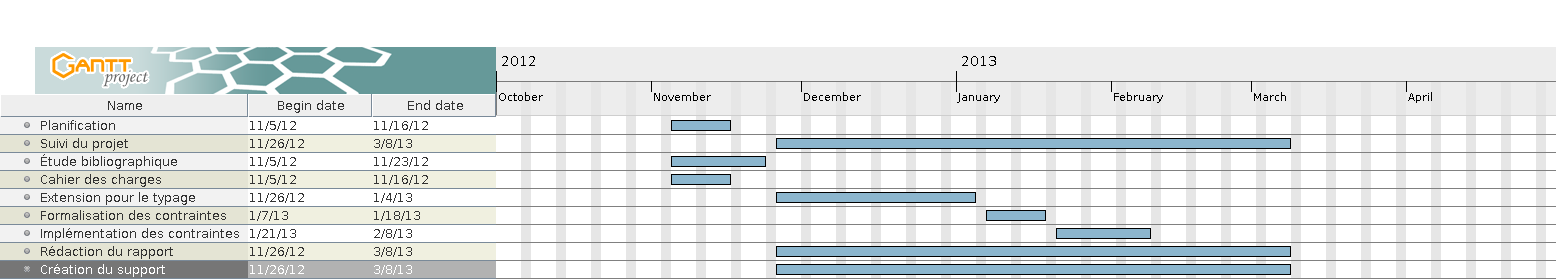 GANTT
project
2012
2013
Name Begin date End date
October November December January February March April
Planification 11/5/12 11/16/12
Suivi du projet 11/26/12 3/8/13
Étude bibliographique 11/5/12 11/23/12
Cahier des charges 11/5/12 11/16/12
Extension pour le typage 11/26/12 1/4/13
Formalisation des contraintes 1/7/13 1/18/13
Implémentation des contraintes 1/21/13 2/8/13
Rédaction du rapport 11/26/12 3/8/13
Création du support 11/26/12 3/8/13